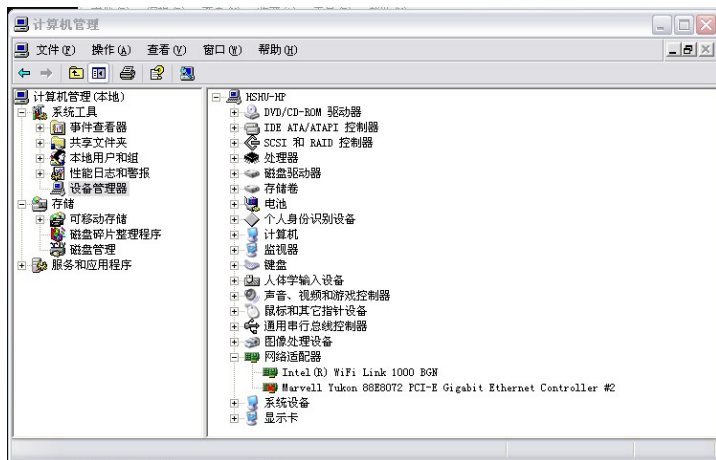 计算机管理
文件(F) 操作(A) 查看(V) 窗口(W) 帮助(H)
计算机管理(本地)
系统工具
事件查看器
共享文件夹
本地用户和组
性能日志和警报
设备管理器
存储
可移动存储
磁盘碎片整理程序
磁盘管理
服务和应用程序
HSHU-HP
DVD/CD-ROM 驱动器
IDE ATA/ATAPI 控制器
SCSI 和 RAID 控制器
处理器
磁盘驱动器
存储卷
电池
个人身份识别设备
计算机
监视器
键盘
人体学输入设备
声音、视频和游戏控制器
鼠标和其它指针设备
通用串行总线控制器
图像处理设备
网络适配器
Intel(R) WiFi Link 1000 BGN
Marvell Yukon 88E8072 PCI-E Gigabit Ethernet Controller #2
系统设备
显示卡